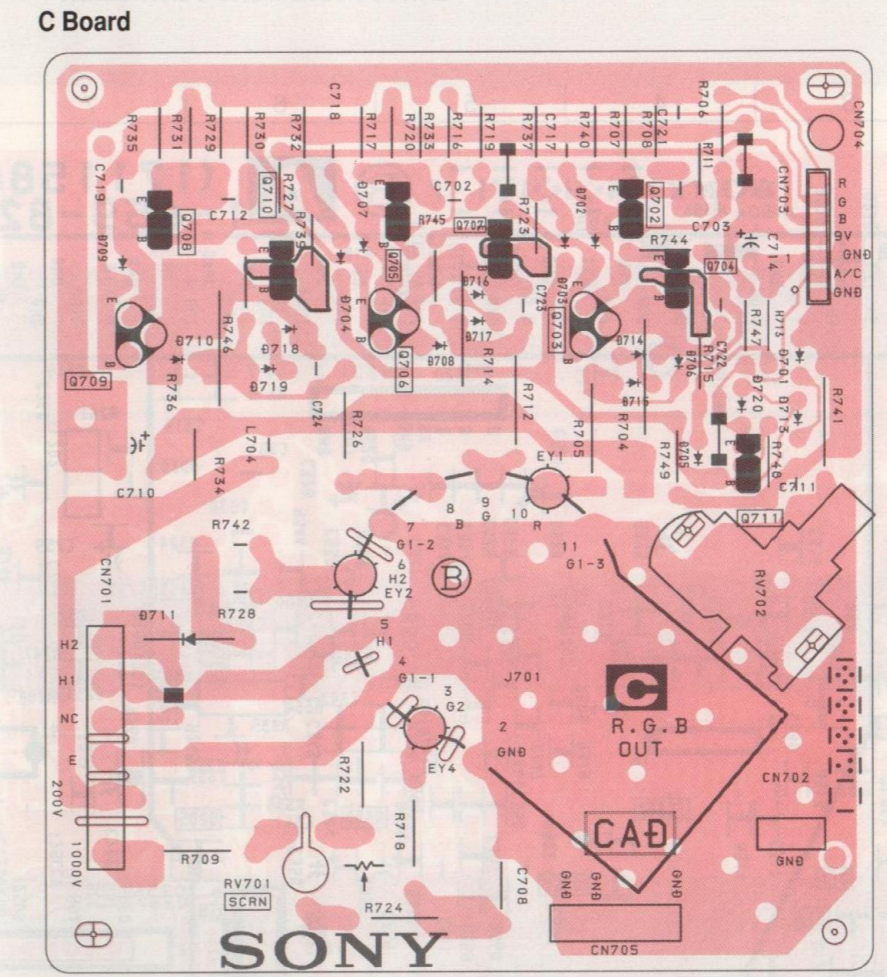 C Board
R735
R731
R729
R730
R732
C718
R717
R720
R733
R716
R719
R737
C717
R740
R707
R708
C721
R706
R711
CN704
C719
E
Q708
B
C712
Q710
R727
R739
D707
E
R745
Q705
B
C702
Q707
R723
D702
E
Q702
B
C703
R744
Q704
C714
CN703
R
G
B
9V
GND
A/C
GND
D709
E
B
Q709
D710
R736
R746
D718
D719
C724
D704
E
B
Q706
D708
D716
D717
C723
R714
D703
E
Q703
B
D714
D715
D706
R715
C722
R747
R713
D701
D720
D713
R741
C710
R734
L704
R726
R712
R705
R704
R749
D705
E
B
R748
C711
Q711
EY1
8
B
9
G
10
R
11
G1-3
7
G1-2
6
H2
EY2
B
5
H1
4
G1-1
3
G2
EY4
2
GND
J701
C
R.G.B
OUT
CAD
RV702
CN702
GND
R742
R728
D711
CN701
H2
H1
NC
E
200V
1000V
R709
R722
R718
RV701
SCRN
R724
C708
GND
GND
GND
CN705
SONY